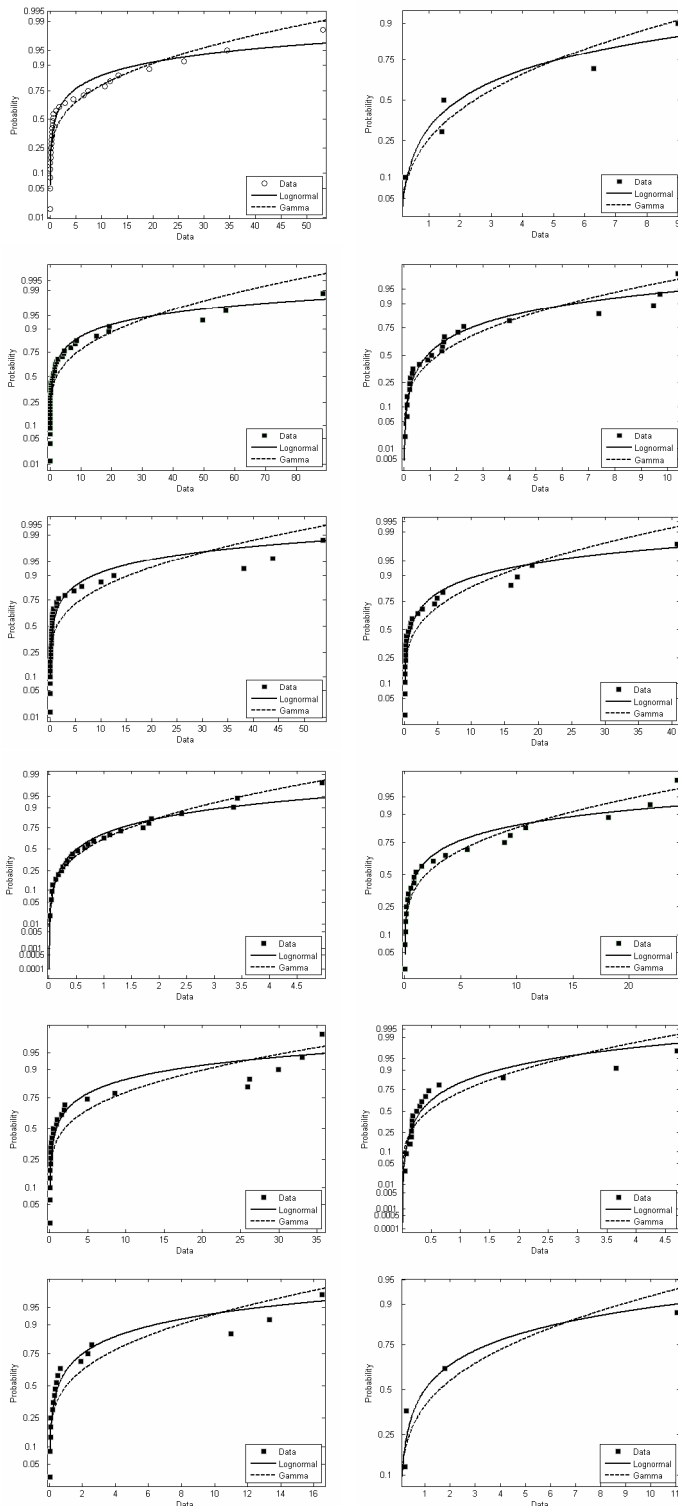 0.995
0.99
0.95
0.9
0.75
0.5
0.25
0.1
0.05
0.01
Probability
Data
Lognormal
Gamma
0 5 10 15 20 25 30 35 40 45 50
Data
0.9
0.75
0.5
0.25
0.1
0.05
Probability
Data
Lognormal
Gamma
1 2 3 4 5 6 7 8 9
Data
0.995
0.99
0.95
0.9
0.75
0.5
0.25
0.1
0.05
0.01
Probability
Data
Lognormal
Gamma
0 10 20 30 40 50 60 70 80
Data
0.95
0.9
0.75
0.5
0.25
0.1
0.05
0.01
0.005
Probability
Data
Lognormal
Gamma
0 1 2 3 4 5 6 7 8 9 10
Data
0.995
0.99
0.95
0.9
0.75
0.5
0.25
0.1
0.05
0.01
Probability
Data
Lognormal
Gamma
0 5 10 15 20 25 30 35 40 45 50
Data
0.995
0.99
0.95
0.9
0.75
0.5
0.25
0.1
0.05
0.01
Probability
Data
Lognormal
Gamma
0 5 10 15 20 25 30 35 40
Data
0.99
0.95
0.9
0.75
0.5
0.25
0.1
0.05
0.01
0.005
0.001
0.0005
0.0001
Probability
Data
Lognormal
Gamma
0 0.5 1 1.5 2 2.5 3 3.5 4 4.5
Data
0.95
0.9
0.75
0.5
0.25
0.1
0.05
Probability
Data
Lognormal
Gamma
0 5 10 15 20
Data
0.95
0.9
0.75
0.5
0.25
0.1
0.05
Probability
Data
Lognormal
Gamma
0 5 10 15 20 25 30 35
Data
0.995
0.99
0.95
0.9
0.75
0.5
0.25
0.1
0.05
0.01
0.005
0.001
0.0005
0.0001
Probability
Data
Lognormal
Gamma
0.5 1 1.5 2 2.5 3 3.5 4 4.5
Data
0.95
0.9
0.75
0.5
0.25
0.1
0.05
Probability
Data
Lognormal
Gamma
0 2 4 6 8 10 12 14 16
Data
0.95
0.9
0.75
0.5
0.25
0.1
Probability
Data
Lognormal
Gamma
1 2 3 4 5 6 7 8 9 10 11
Data